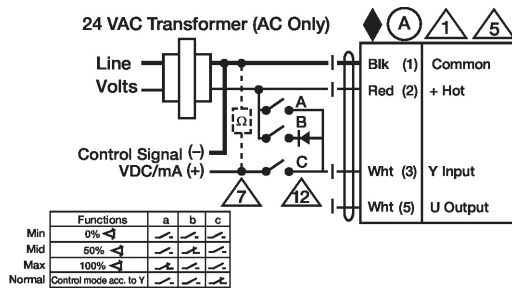 24 VAC Transformer (AC Only)
A 1 5
Line
Volts
Blk (1) Common
Red (2) + Hot
A
B
C
Ω
Control Signal (−)
VDC/mA (+)
Wht (3) Y Input
7 12
Wht (5) U Output
Functions a b c
Min 0%
Mid 50%
Max 100%
Normal Control mode acc. to Y